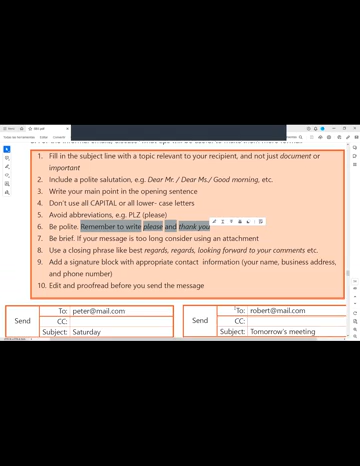 1. Fill in the subject line with a topic relevant to your recipient, and not just document or
important
2. Include a polite salutation, e.g. Dear Mr. / Dear Ms./ Good morning, etc.
3. Write your main point in the opening sentence
4. Don't use all CAPITAL or all lower- case letters
5. Avoid abbreviations, e.g. PLZ (please)
6. Be polite. Remember to write please and thank you
7. Be brief. If your message is too long consider using an attachment
8. Use a closing phrase like best regards, regards, looking forward to your comments etc.
9. Add a signature block with appropriate contact information (your name, business address,
and phone number)
10. Edit and proofread before you send the message
Send
To: peter@mail.com
CC:
Subject: Saturday
Send
To: robert@mail.com
CC:
Subject: Tomorrow's meeting